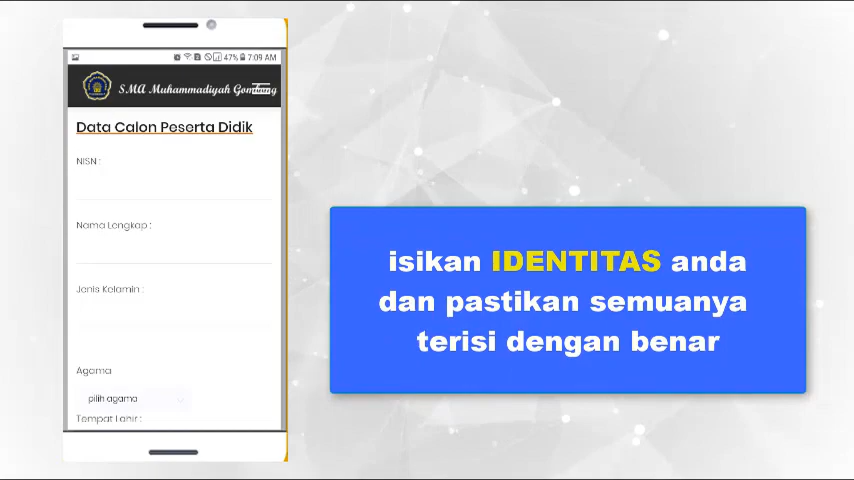 47% 7:09 AM
SMA Muhammadiyah Gombong
Data Calon Peserta Didik
NISN :
Nama Lengkap :
Jenis Kelamin :
Agama
pilih agama
Tempat Lahir :
isikan IDENTITAS anda
dan pastikan semuanya
terisi dengan benar